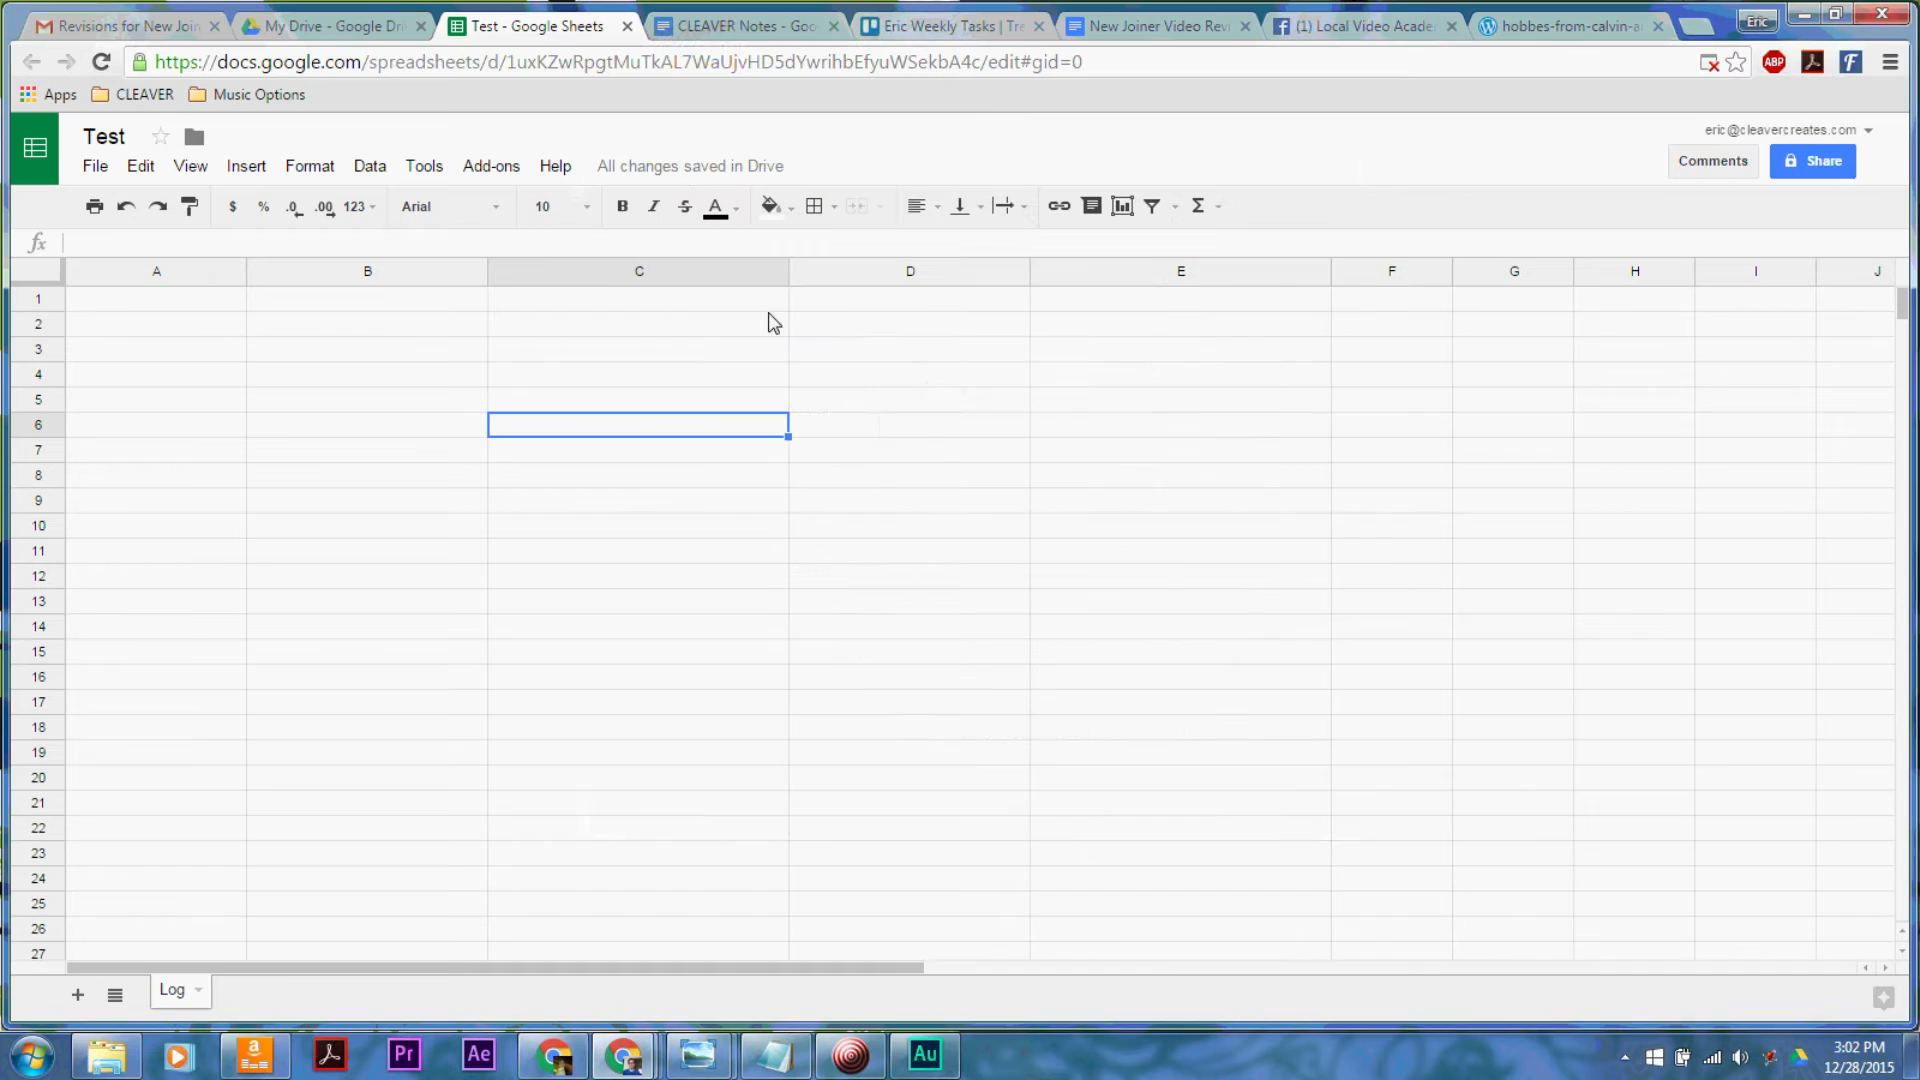 Revisions for New Join
My Drive - Google Dri
Test - Google Sheets
CLEAVER Notes - Goo
Eric Weekly Tasks | Tre
New Joiner Video Revi
(1) Local Video Acade
hobbes-from-calvin-a
Eric
https://docs.google.com/spreadsheets/d/1uxKZwRpgtMuTkAL7WaUjvHD5dYwrihbEfyuWSekbA4c/edit#gid=0
ABP
Apps CLEAVER Music Options
Test
eric@cleavercreates.com
File Edit View Insert Format Data Tools Add-ons Help All changes saved in Drive
Comments Share
$ % .0 .00 123 Arial 10 B I S A Σ
fx
A B C D E F G H I J
1
2
3
4
5
6
7
8
9
10
11
12
13
14
15
16
17
18
19
20
21
22
23
24
25
26
27
+ Log
a Pr Ae Au
3:02 PM
12/28/2015